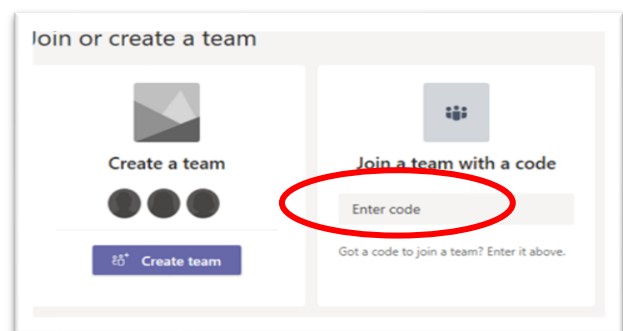 Join or create a team
Create a team
Create team
Join a team with a code
Enter code
Got a code to join a team? Enter it above.